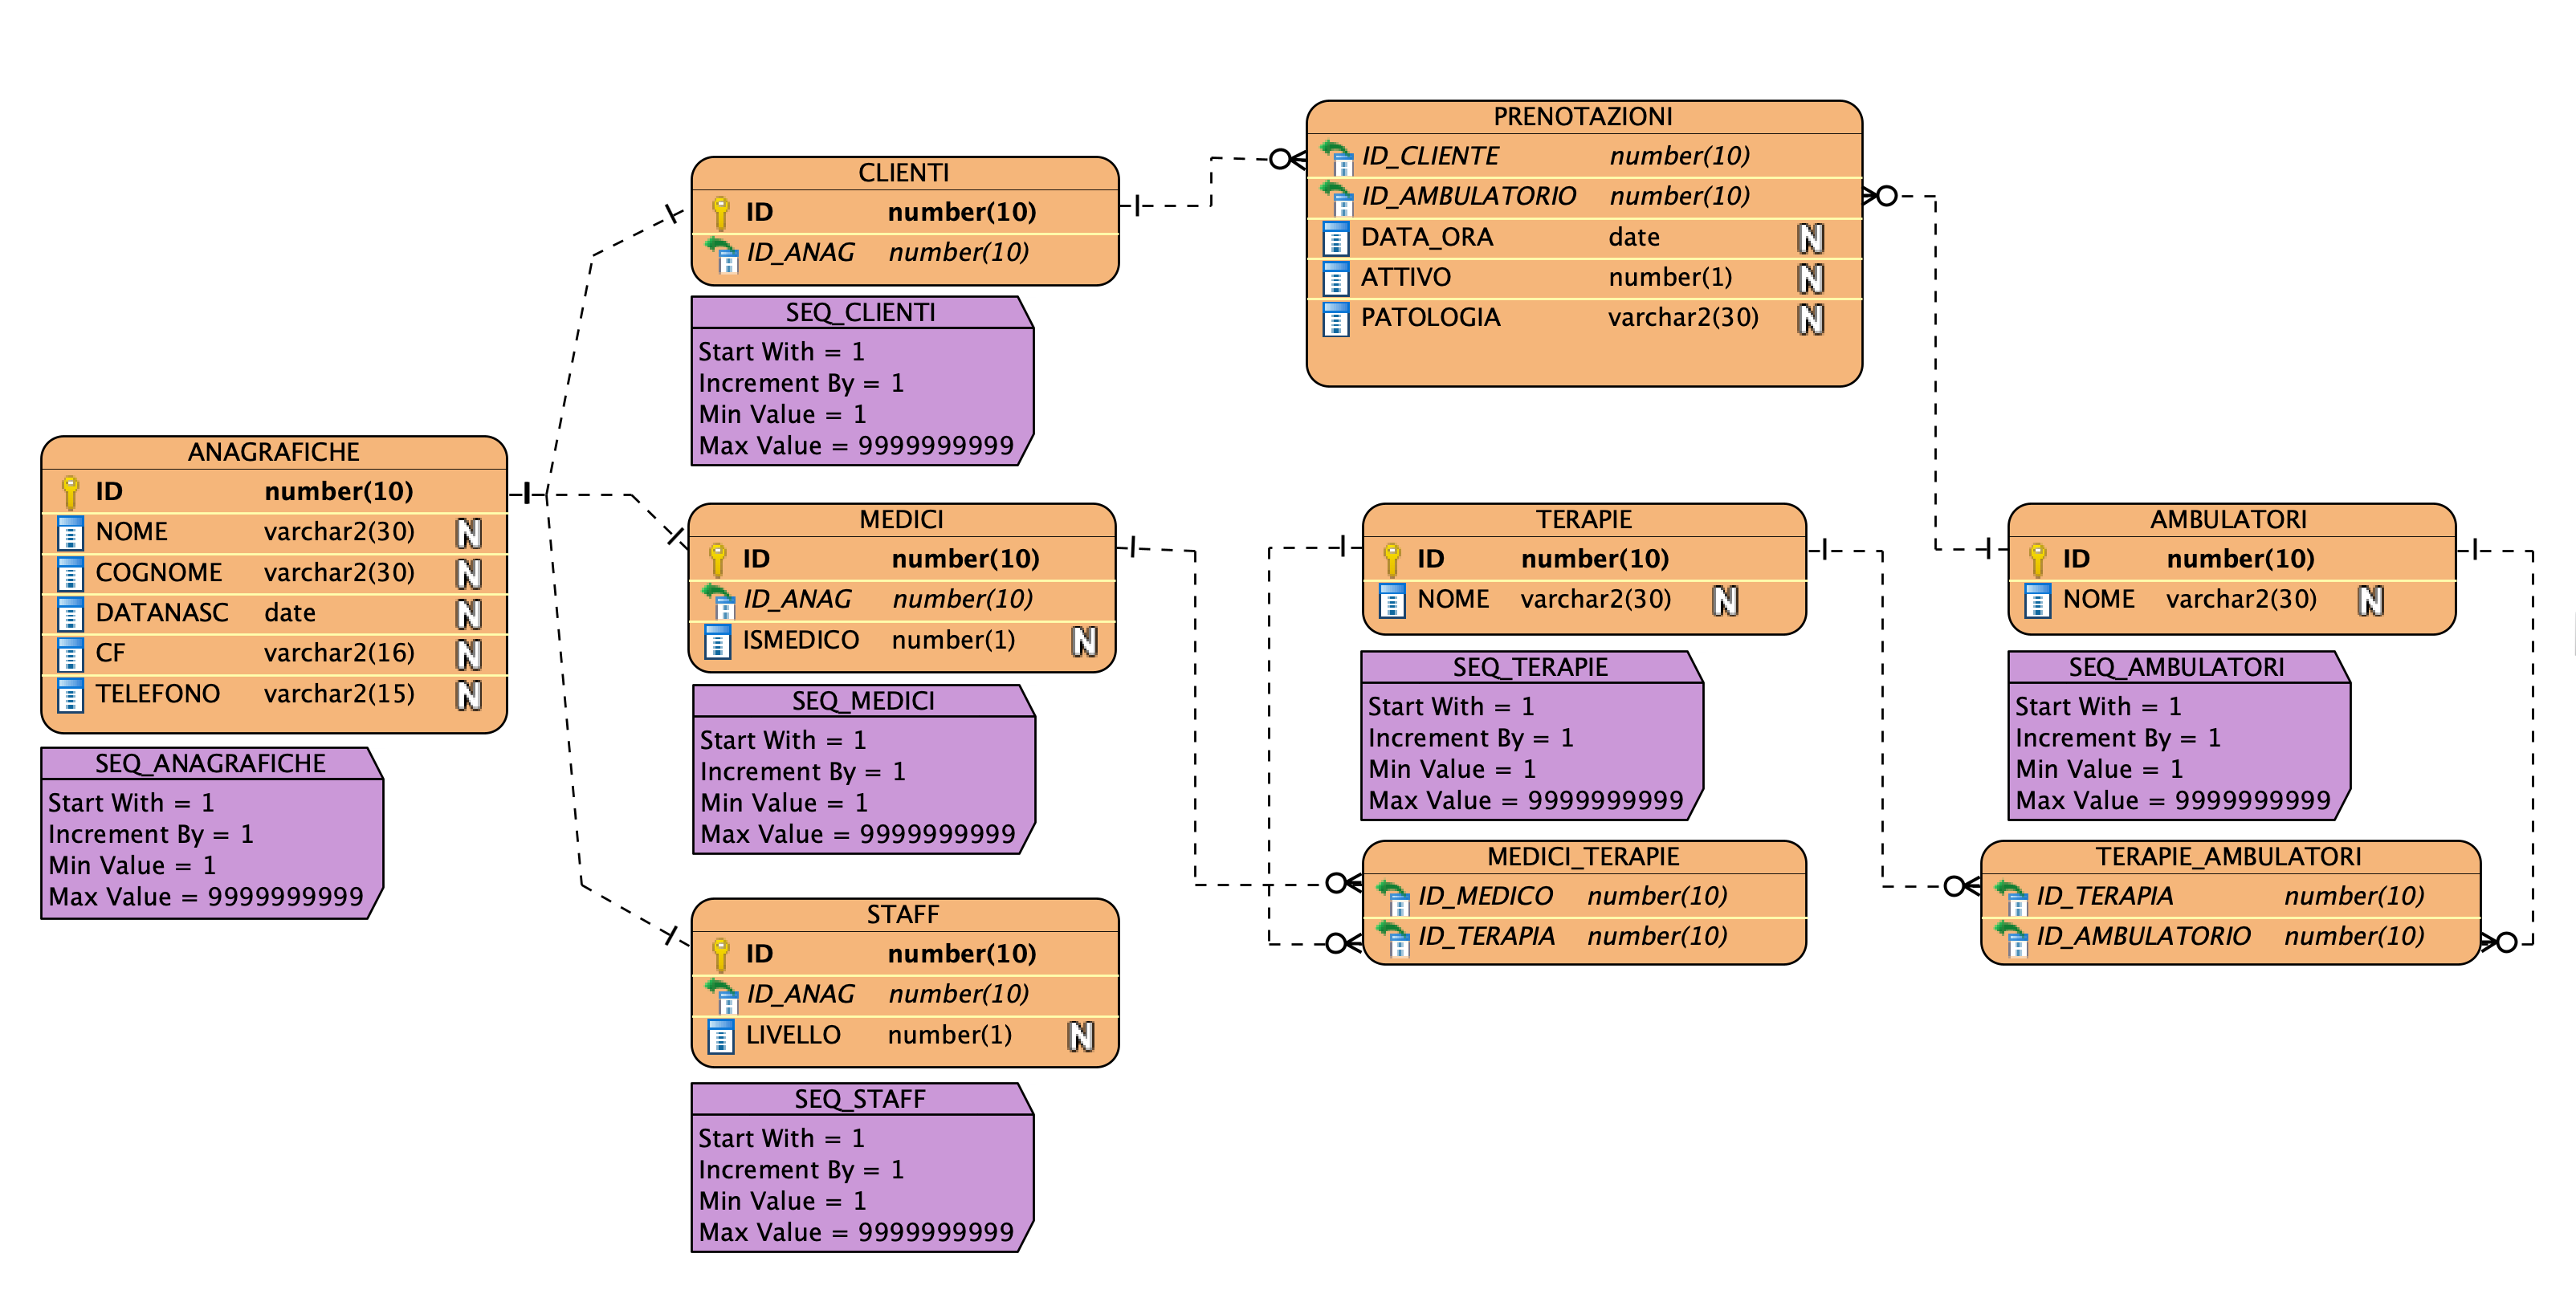 PRENOTAZIONI
ID_CLIENTE number(10)
ID_AMBULATORIO number(10)
DATA_ORA date N
ATTIVO number(1) N
PATOLOGIA varchar2(30) N
CLIENTI
ID number(10)
ID_ANAG number(10)
SEQ_CLIENTI
Start With = 1
Increment By = 1
Min Value = 1
Max Value = 9999999999
ANAGRAFICHE
ID number(10)
NOME varchar2(30) N
COGNOME varchar2(30) N
DATANASC date N
CF varchar2(16) N
TELEFONO varchar2(15) N
SEQ_ANAGRAFICHE
Start With = 1
Increment By = 1
Min Value = 1
Max Value = 9999999999
MEDICI
ID number(10)
ID_ANAG number(10)
ISMEDICO number(1) N
SEQ_MEDICI
Start With = 1
Increment By = 1
Min Value = 1
Max Value = 9999999999
TERAPIE
ID number(10)
NOME varchar2(30) N
SEQ_TERAPIE
Start With = 1
Increment By = 1
Min Value = 1
Max Value = 9999999999
AMBULATORI
ID number(10)
NOME varchar2(30) N
SEQ_AMBULATORI
Start With = 1
Increment By = 1
Min Value = 1
Max Value = 9999999999
MEDICI_TERAPIE
ID_MEDICO number(10)
ID_TERAPIA number(10)
TERAPIE_AMBULATORI
ID_TERAPIA number(10)
ID_AMBULATORIO number(10)
STAFF
ID number(10)
ID_ANAG number(10)
LIVELLO number(1) N
SEQ_STAFF
Start With = 1
Increment By = 1
Min Value = 1
Max Value = 9999999999